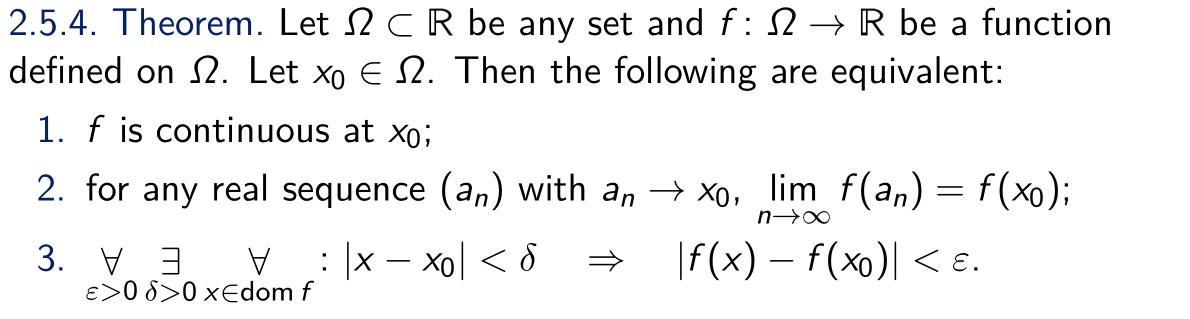 2.5.4. Theorem. Let Ω ⊂ ℝ be any set and f : Ω → ℝ be a function
defined on Ω. Let x₀ ∈ Ω. Then the following are equivalent:
1. f is continuous at x₀;
2. for any real sequence (aₙ) with aₙ → x₀, lim n→∞ f(aₙ) = f(x₀);
3. ∀ ε>0 ∃ δ>0 ∀ x∈dom f : |x − x₀| < δ ⇒ |f(x) − f(x₀)| < ε.